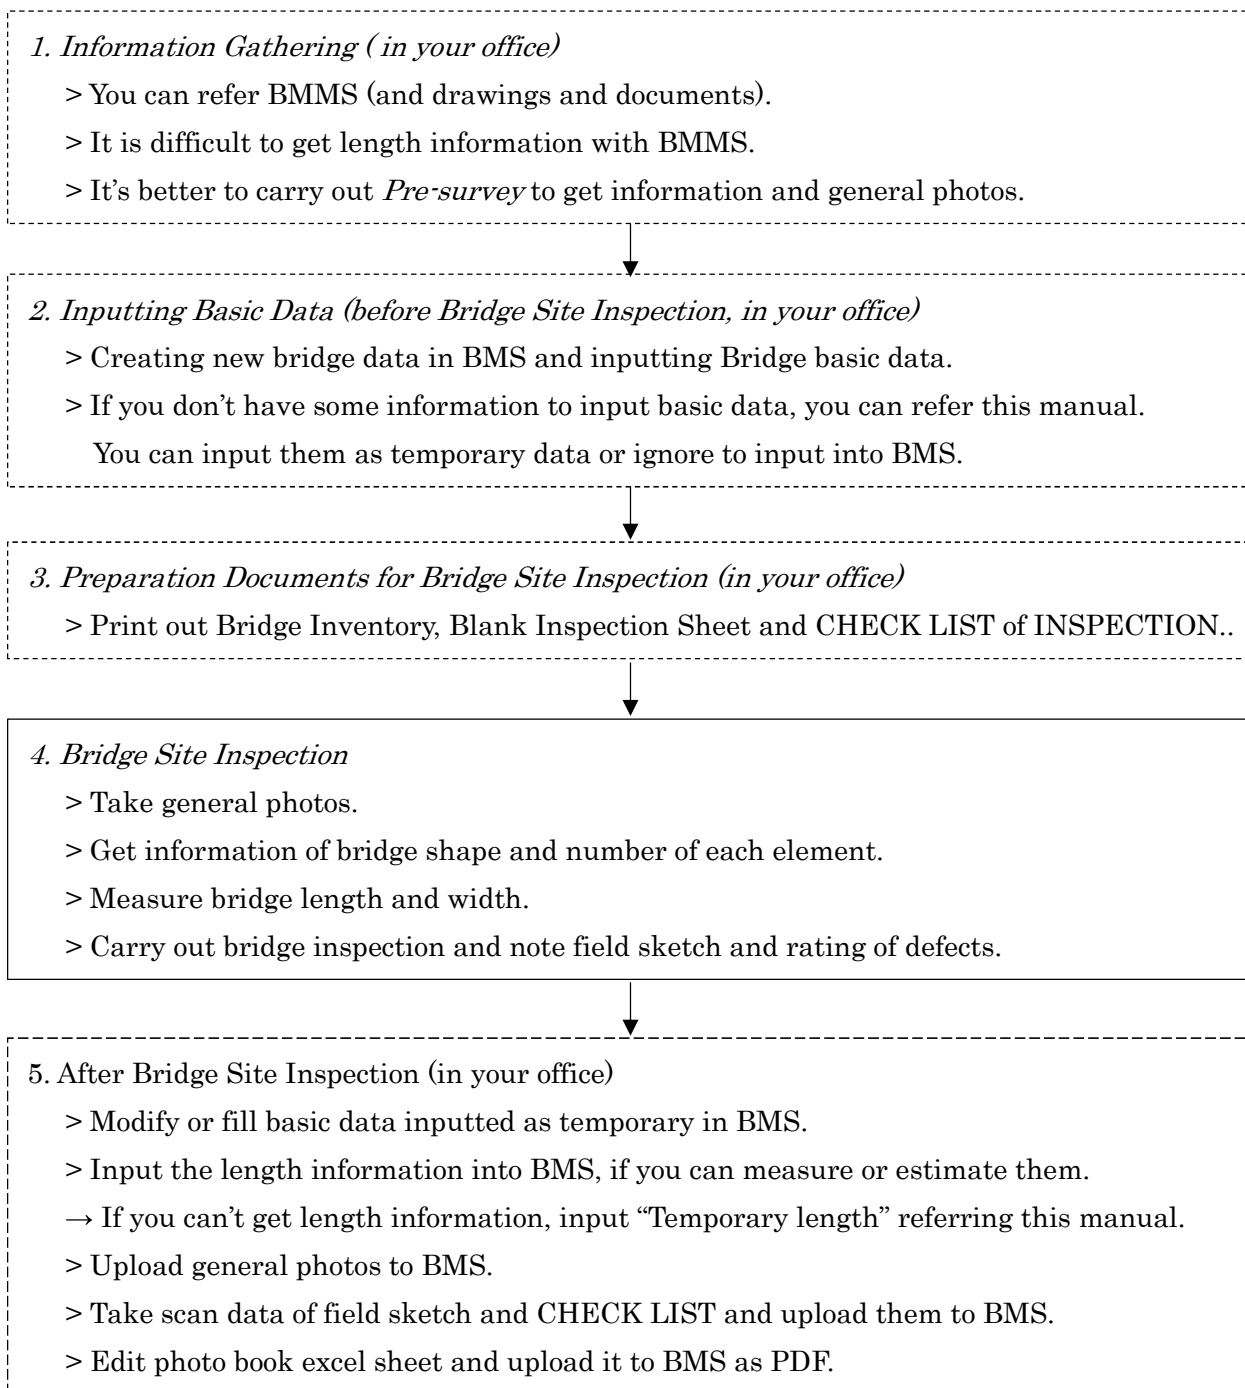 1. Information Gathering ( in your office)
> You can refer BMMS (and drawings and documents).
> It is difficult to get length information with BMMS.
> It's better to carry out Pre-survey to get information and general photos.
2. Inputting Basic Data (before Bridge Site Inspection, in your office)
> Creating new bridge data in BMS and inputting Bridge basic data.
> If you don't have some information to input basic data, you can refer this manual.
You can input them as temporary data or ignore to input into BMS.
3. Preparation Documents for Bridge Site Inspection (in your office)
> Print out Bridge Inventory, Blank Inspection Sheet and CHECK LIST of INSPECTION..
4. Bridge Site Inspection
> Take general photos.
> Get information of bridge shape and number of each element.
> Measure bridge length and width.
> Carry out bridge inspection and note field sketch and rating of defects.
5. After Bridge Site Inspection (in your office)
> Modify or fill basic data inputted as temporary in BMS.
> Input the length information into BMS, if you can measure or estimate them.
→ If you can't get length information, input “Temporary length” referring this manual.
> Upload general photos to BMS.
> Take scan data of field sketch and CHECK LIST and upload them to BMS.
> Edit photo book excel sheet and upload it to BMS as PDF.